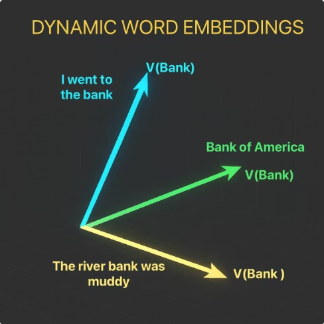 DYNAMIC WORD EMBEDDINGS
V(Bank)
I went to
the bank
Bank of America
V(Bank)
The river bank was
muddy
V(Bank )